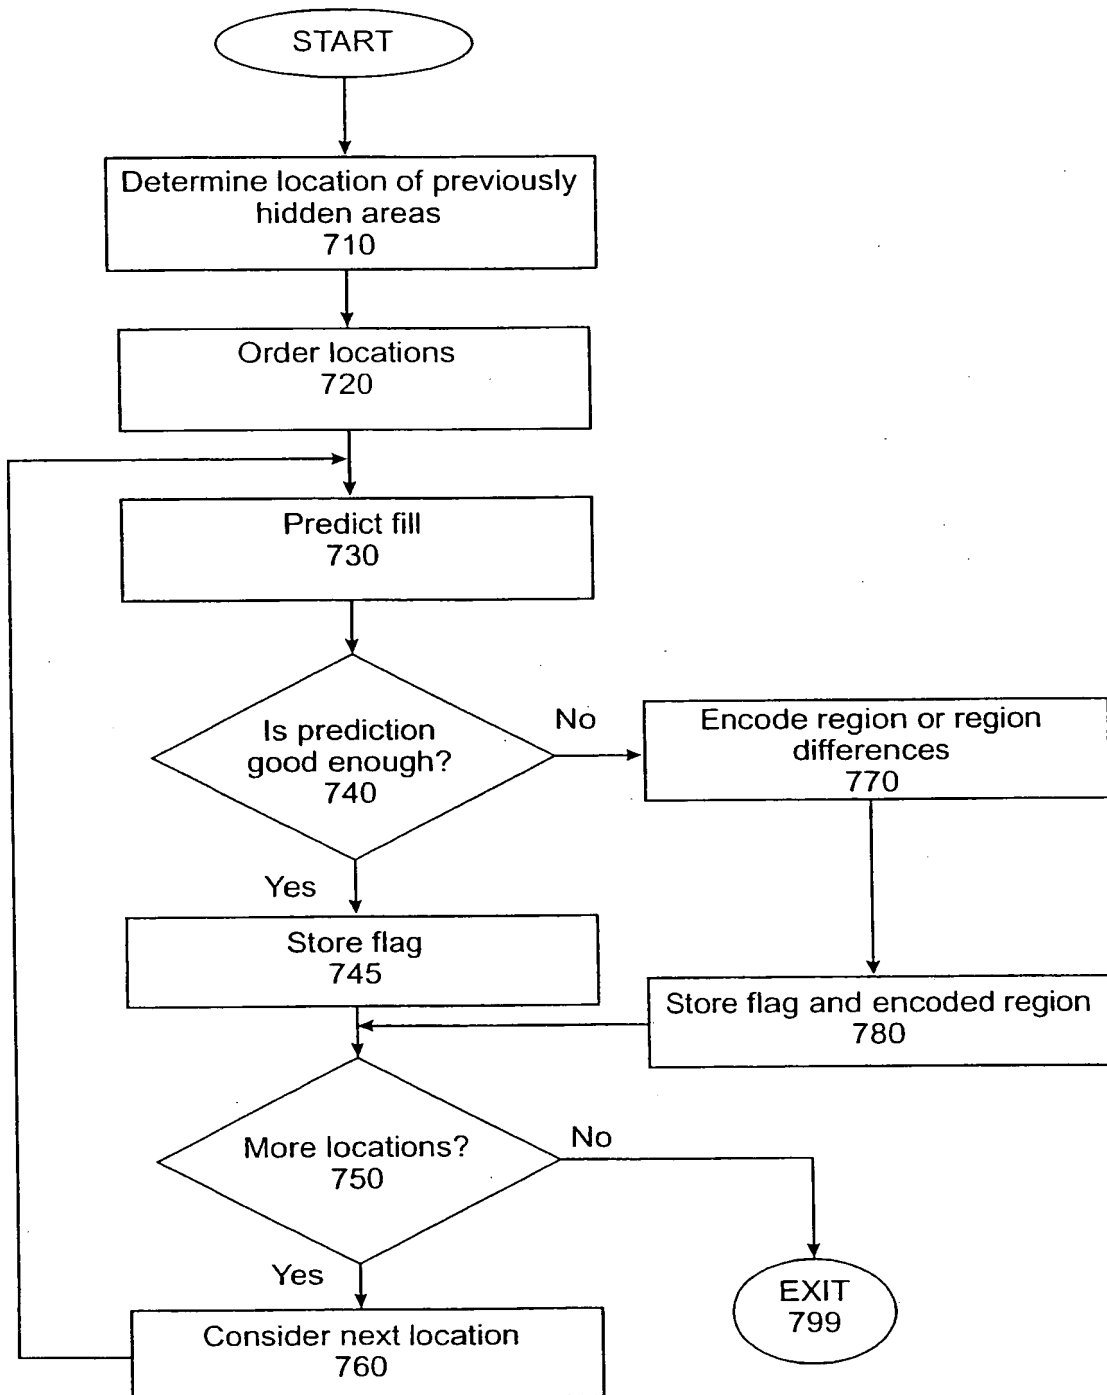 START
Determine location of previously
hidden areas
710
Order locations
720
Predict fill
730
Is prediction
good enough?
740
No
Encode region or region
differences
770
Yes
Store flag
745
Store flag and encoded region
780
More locations?
750
No
Yes
EXIT
799
Consider next location
760